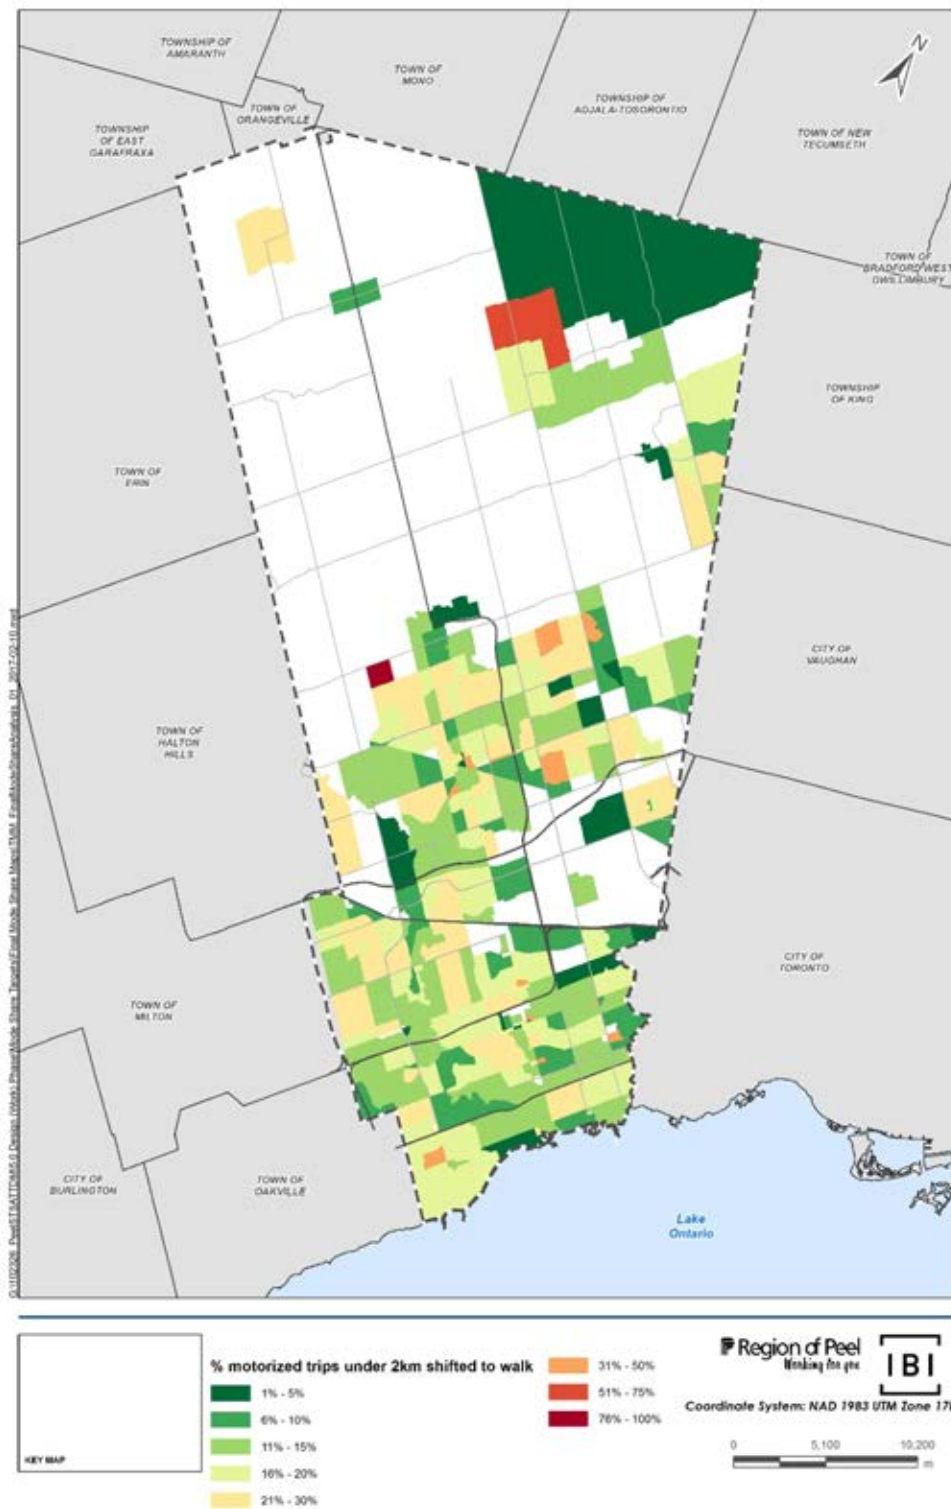 TOWNSHIP OF
AMARANTH
TOWN OF
MONO
N
TOWN OF
ORANGEVILLE
TOWNSHIP OF
ADJALA-TOSORONTIO
TOWNSHIP
OF EAST
GARAFRAXA
TOWN OF NEW
TECUMSETH
TOWN OF
BRADFORD WEST
GWILLIMBURY
TOWNSHIP
OF KING
TOWN OF
ERIN
CITY OF
VAUGHAN
TOWN OF
HALTON
HILLS
CITY OF
TORONTO
TOWN OF
MILTON
CITY OF
BURLINGTON
TOWN OF
OAKVILLE
Lake
Ontario
KEY MAP
% motorized trips under 2km shifted to walk
1% - 5%
6% - 10%
11% - 15%
16% - 20%
21% - 30%
31% - 50%
51% - 75%
76% - 100%
Region of Peel
Working for you
IBI
Coordinate System: NAD 1983 UTM Zone
0 5,100 10,200
m